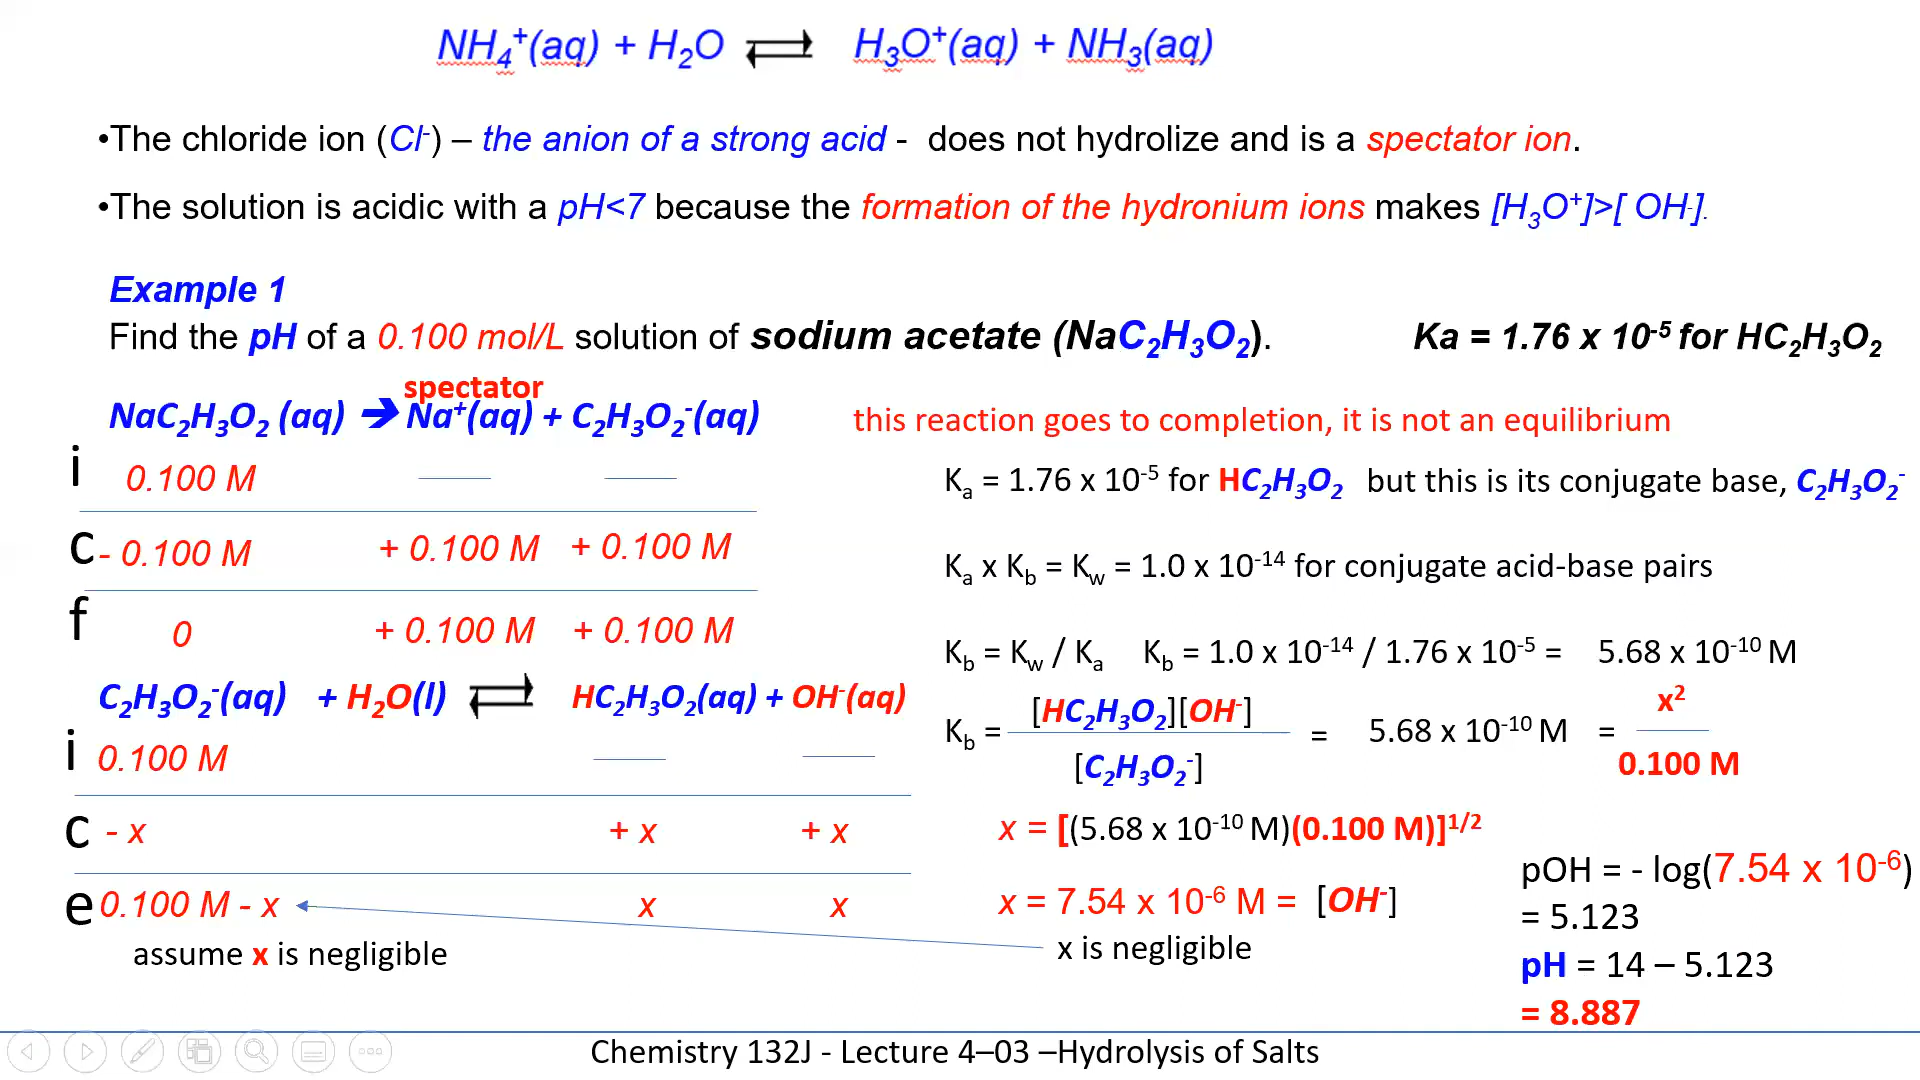 NH₄⁺(aq) + H₂O ⇌ H₃O⁺(aq) + NH₃(aq)
•The chloride ion (Cl⁻) – the anion of a strong acid - does not hydrolize and is a spectator ion.
•The solution is acidic with a pH<7 because the formation of the hydronium ions makes [H₃O⁺]>[ OH⁻].
Example 1
Find the pH of a 0.100 mol/L solution of sodium acetate (NaC₂H₃O₂). Ka = 1.76 x 10⁻⁵ for HC₂H₃O₂
spectator
NaC₂H₃O₂ (aq) ➔ Na⁺(aq) + C₂H₃O₂⁻(aq)
this reaction goes to completion, it is not an equilibrium
i 0.100 M
c - 0.100 M + 0.100 M + 0.100 M
f 0 + 0.100 M + 0.100 M
C₂H₃O₂⁻(aq) + H₂O(l) ⇌ HC₂H₃O₂(aq) + OH⁻(aq)
i 0.100 M
c - x + x + x
e 0.100 M - x x x
assume x is negligible
Kₐ = 1.76 x 10⁻⁵ for HC₂H₃O₂ but this is its conjugate base, C₂H₃O₂⁻
Kₐ x K_b = K_w = 1.0 x 10⁻¹⁴ for conjugate acid-base pairs
K_b = K_w / Kₐ K_b = 1.0 x 10⁻¹⁴ / 1.76 x 10⁻⁵ = 5.68 x 10⁻¹⁰ M
[HC₂H₃O₂][OH⁻] x²
K_b = = 5.68 x 10⁻¹⁰ M =
[C₂H₃O₂⁻] 0.100 M
x = [(5.68 x 10⁻¹⁰ M)(0.100 M)]¹ᐟ²
x = 7.54 x 10⁻⁶ M = [OH⁻]
x is negligible
pOH = - log(7.54 x 10⁻⁶)
= 5.123
pH = 14 – 5.123
= 8.887
Chemistry 132J - Lecture 4–03 –Hydrolysis of Salts